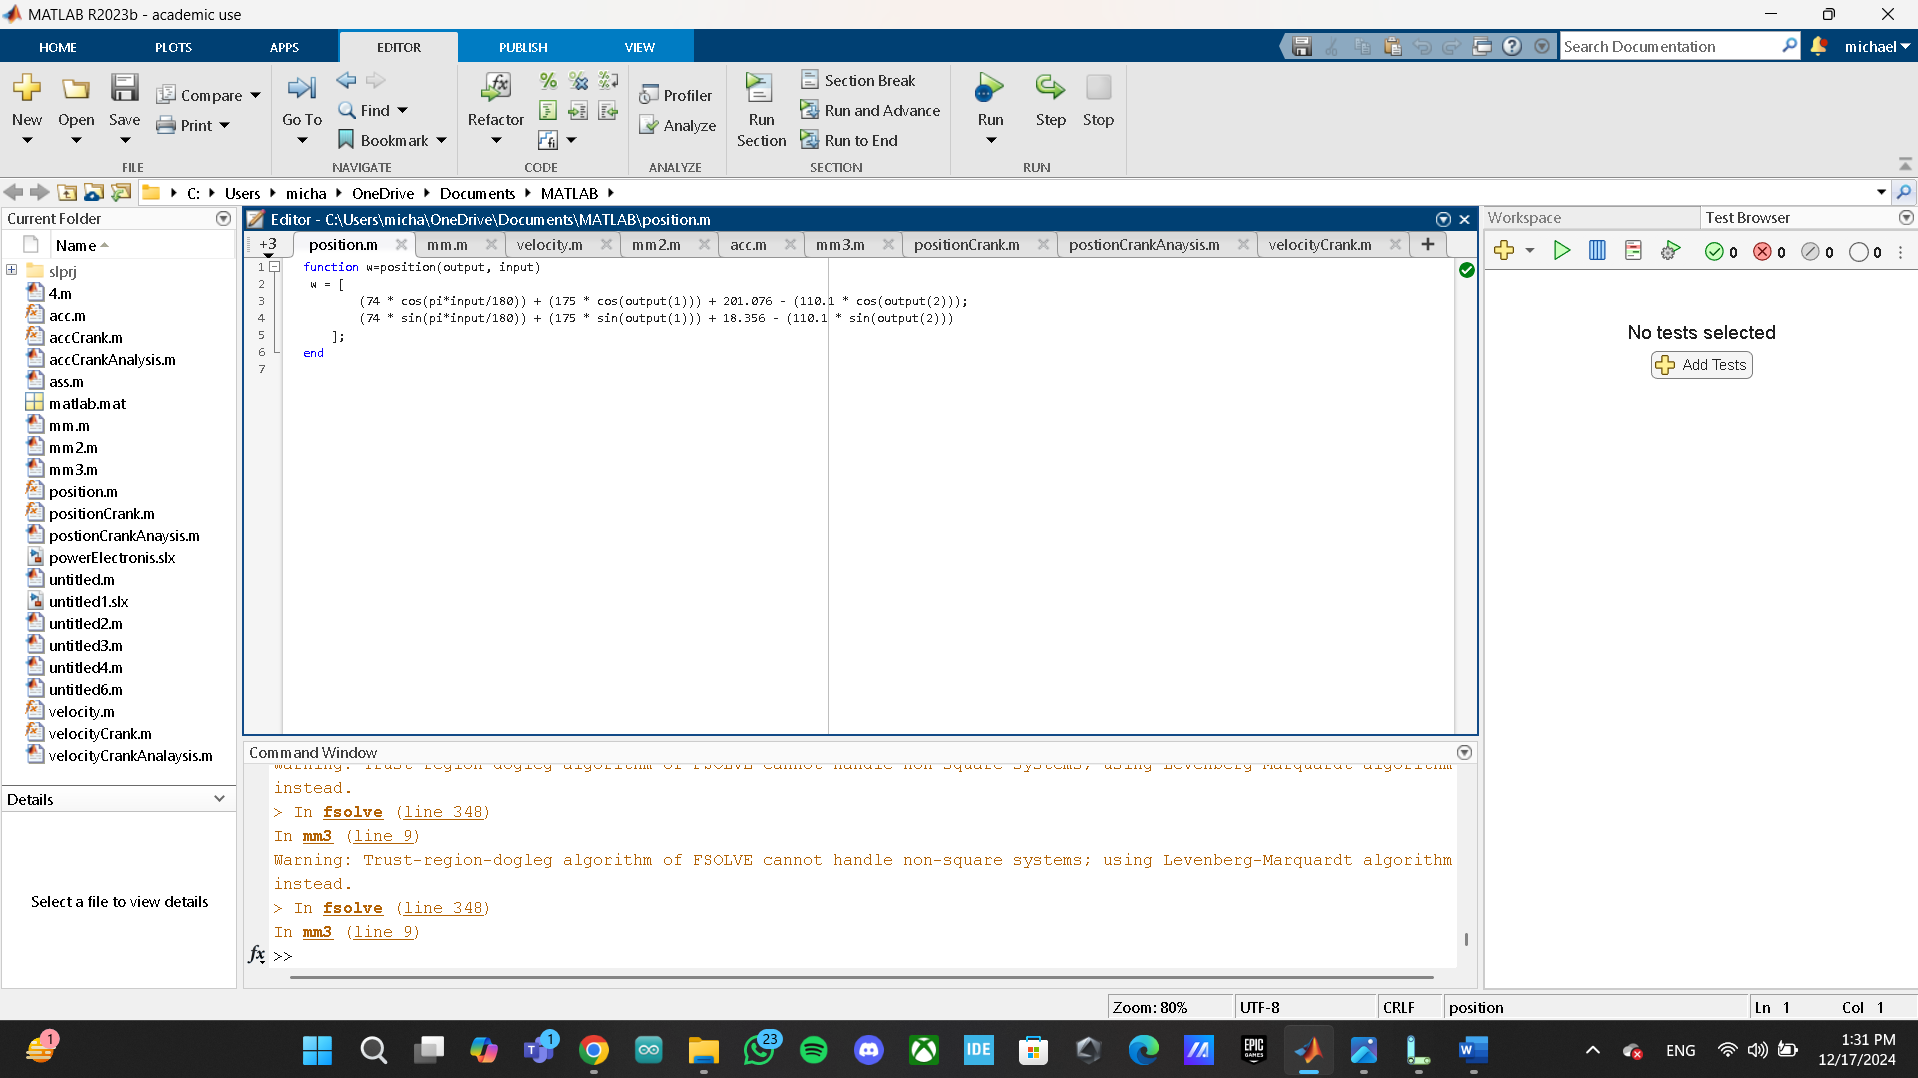 MATLAB R2023b - academic use
HOME PLOTS APPS EDITOR PUBLISH VIEW
Search Documentation michael
New Open Save
Compare
Print
FILE
Go To
Find
Bookmark
NAVIGATE
Refactor
CODE
Profiler
Analyze
ANALYZE
Run Section
Section Break
Run and Advance
Run to End
SECTION
Run Step Stop
RUN
C: Users micha OneDrive Documents MATLAB
Current Folder
Name
slprj
4.m
acc.m
accCrank.m
accCrankAnalysis.m
ass.m
matlab.mat
mm.m
mm2.m
mm3.m
position.m
positionCrank.m
postionCrankAnaysis.m
powerElectronis.slx
untitled.m
untitled1.slx
untitled2.m
untitled3.m
untitled4.m
untitled6.m
velocity.m
velocityCrank.m
velocityCrankAnalaysis.m
Details
Select a file to view details
Editor - C:\Users\micha\OneDrive\Documents\MATLAB\position.m
+3 position.m mm.m velocity.m mm2.m acc.m mm3.m positionCrank.m postionCrankAnaysis.m velocityCrank.m
1 function w=position(output, input)
2 w = [
3 (74 * cos(pi*input/180)) + (175 * cos(output(1))) + 201.076 - (110.1 * cos(output(2)));
4 (74 * sin(pi*input/180)) + (175 * sin(output(1))) + 18.356 - (110.1 * sin(output(2)))
5 ];
6 end
7
Command Window
Warning: Trust-region-dogleg algorithm of FSOLVE cannot handle non-square systems; using Levenberg-Marquardt algorithm
instead.
> In fsolve (line 348)
In mm3 (line 9)
Warning: Trust-region-dogleg algorithm of FSOLVE cannot handle non-square systems; using Levenberg-Marquardt algorithm
instead.
> In fsolve (line 348)
In mm3 (line 9)
fx >>
Workspace Test Browser
0 0 0 0
No tests selected
Add Tests
Zoom: 80% UTF-8 CRLF position Ln 1 Col 1
1
1
23
IDE
EPIC GAMES
W
ENG
1:31 PM
12/17/2024